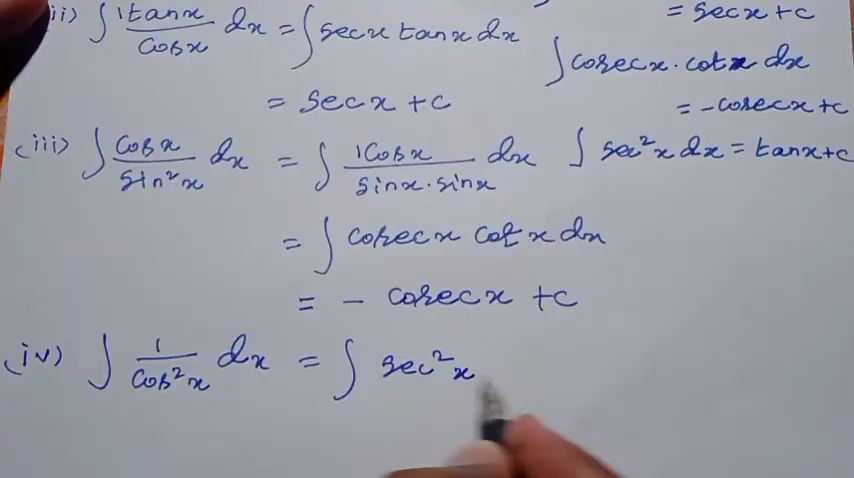 ii) ∫ 1tanx/cosx dx = ∫secx tanx dx
= secx + c
= secx + c
∫cosecx . cotx dx
= -cosecx + c
(iii) ∫ cosx/sin²x dx = ∫ 1cosx/sinx.sinx dx
∫ sec²x dx = tanx + c
= ∫ cosecx cotx dx
= - cosecx + c
(iv) ∫ 1/cos²x dx = ∫ sec²x